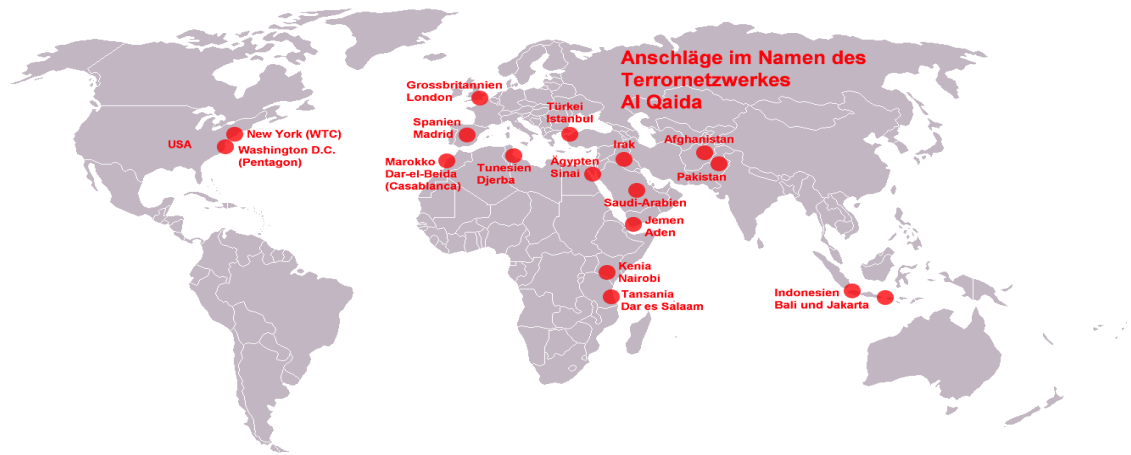 Anschläge im Namen des
Terrornetzwerkes
Al Qaida
Grossbritannien
London
Türkei
Istanbul
Spanien
Madrid
New York (WTC)
USA
Washington D.C.
(Pentagon)
Irak
Afghanistan
Marokko
Dar-el-Beida
(Casablanca)
Tunesien
Djerba
Ägypten
Sinai
Pakistan
Saudi-Arabien
Jemen
Aden
Kenia
Nairobi
Tansania
Dar es Salaam
Indonesien
Bali und Jakarta